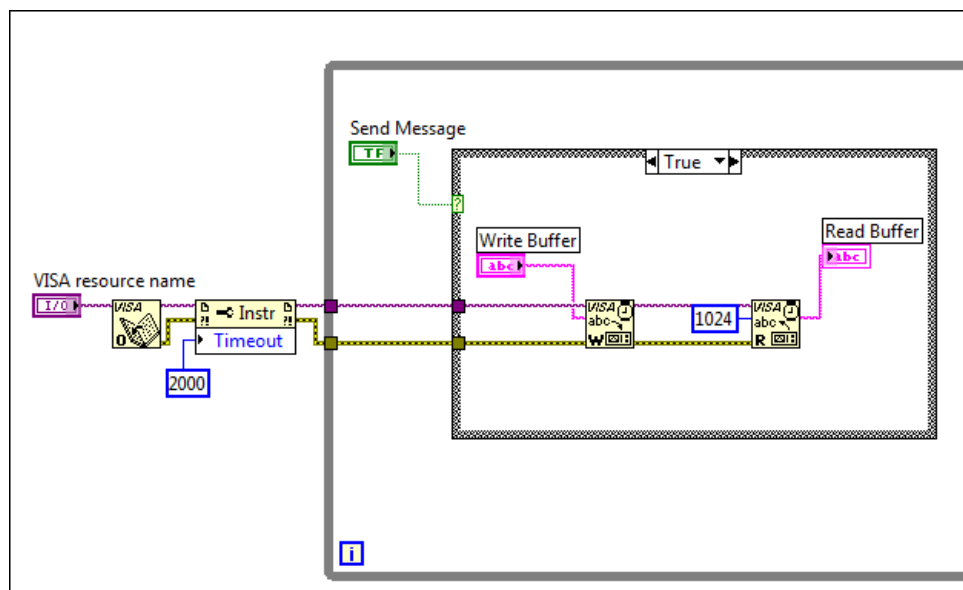 Send Message
TF
True
?
Write Buffer
abc
Read Buffer
abc
VISA resource name
I/O
VISA
O
?!
Instr
?!
Timeout
2000
VISA
abc
W
1024
VISA
abc
R
i